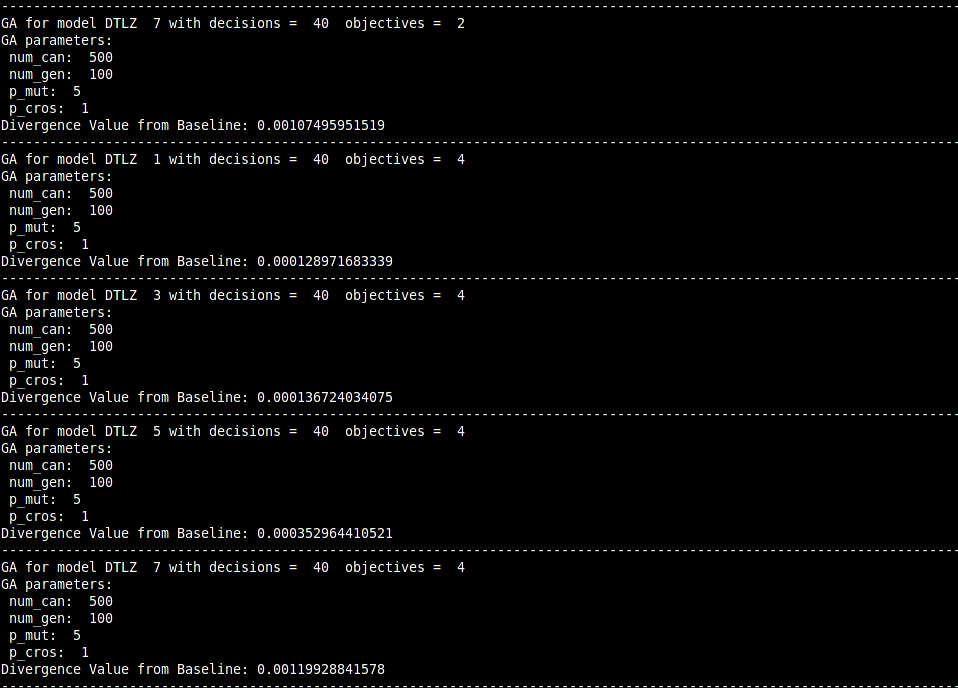 --------------------------------------------------------------------------------
GA for model DTLZ  7 with decisions =  40  objectives =  2
GA parameters:
 num_can:  500
 num_gen:  100
 p_mut:  5
 p_cros:  1
Divergence Value from Baseline: 0.00107495951519
--------------------------------------------------------------------------------
GA for model DTLZ  1 with decisions =  40  objectives =  4
GA parameters:
 num_can:  500
 num_gen:  100
 p_mut:  5
 p_cros:  1
Divergence Value from Baseline: 0.000128971683339
--------------------------------------------------------------------------------
GA for model DTLZ  3 with decisions =  40  objectives =  4
GA parameters:
 num_can:  500
 num_gen:  100
 p_mut:  5
 p_cros:  1
Divergence Value from Baseline: 0.000136724034075
--------------------------------------------------------------------------------
GA for model DTLZ  5 with decisions =  40  objectives =  4
GA parameters:
 num_can:  500
 num_gen:  100
 p_mut:  5
 p_cros:  1
Divergence Value from Baseline: 0.000352964410521
--------------------------------------------------------------------------------
GA for model DTLZ  7 with decisions =  40  objectives =  4
GA parameters:
 num_can:  500
 num_gen:  100
 p_mut:  5
 p_cros:  1
Divergence Value from Baseline: 0.00119928841578
--------------------------------------------------------------------------------